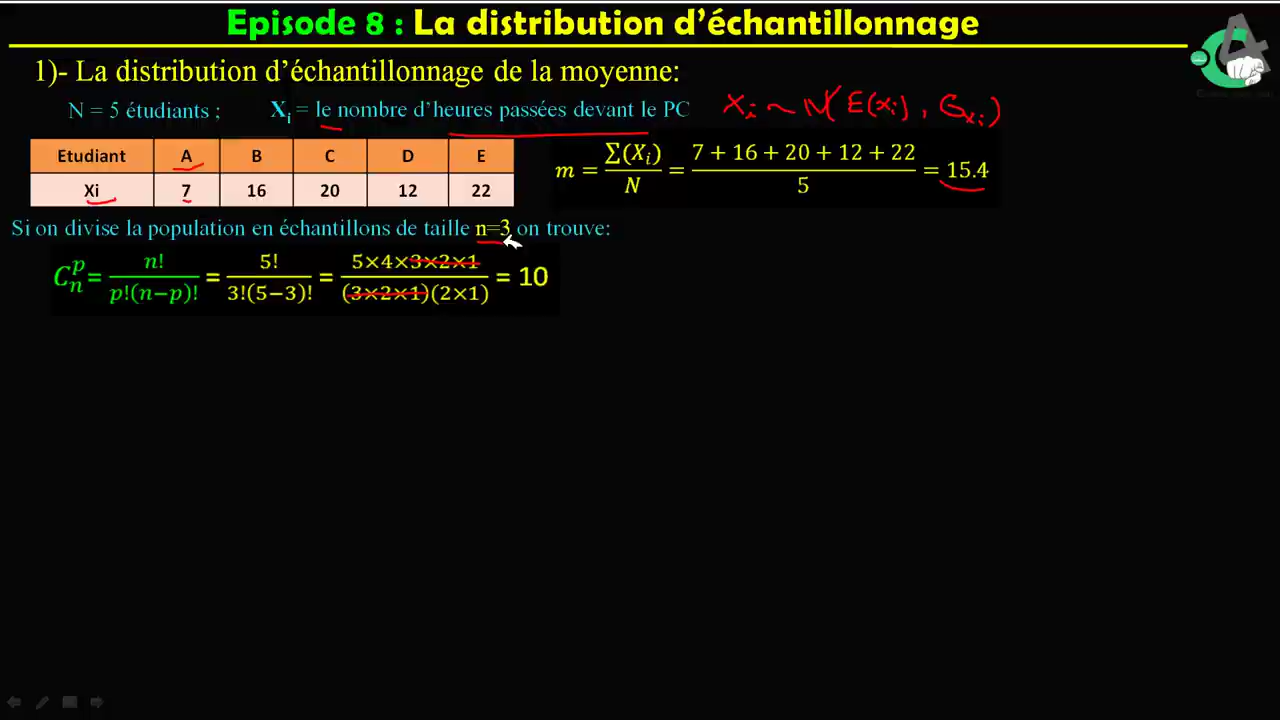 Episode 8 : La distribution d'échantillonnage
1)- La distribution d'échantillonnage de la moyenne:
N = 5 étudiants ; Xi = le nombre d'heures passées devant le PC Xi ~ N(E(xi), σxi)
Etudiant A B C D E
Xi 7 16 20 12 22
m = ∑(Xi)/N = (7 + 16 + 20 + 12 + 22)/5 = 15.4
Si on divise la population en échantillons de taille n=3 on trouve:
C_n^p = n!/p!(n−p)! = 5!/3!(5−3)! = 5×4×3×2×1/(3×2×1)(2×1) = 10